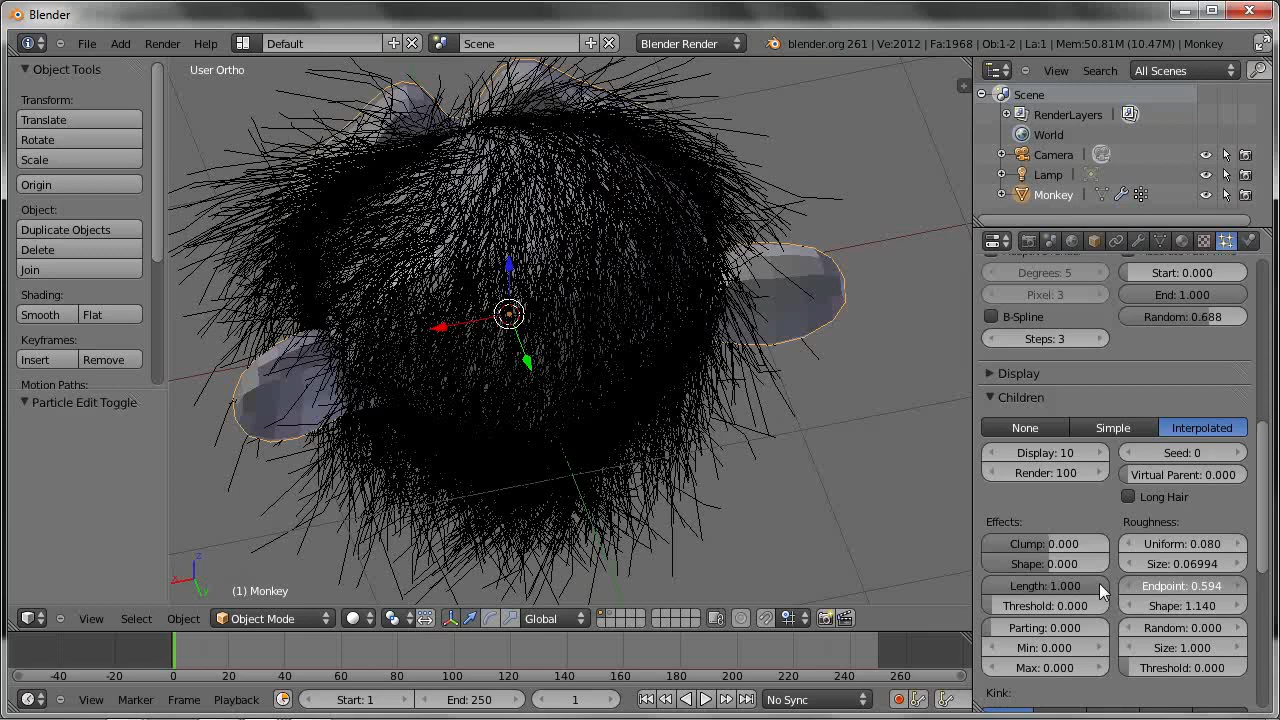 Blender
File Add Render Help Default Scene Blender Render blender.org 261 | Ve:2012 | Fa:1968 | Ob:1-2 | La:1 | Mem:50.81M (10.47M) | Monkey
Object Tools
Transform:
Translate
Rotate
Scale
Origin
Object:
Duplicate Objects
Delete
Join
Shading:
Smooth Flat
Keyframes:
Insert Remove
Motion Paths:
Particle Edit Toggle
User Ortho
z
x
y
(1) Monkey
View Select Object Object Mode Global
-40 -20 0 20 40 60 80 100 120 140 160 180 200 220 240 260
View Marker Frame Playback Start: 1 End: 250 1 No Sync
View Search All Scenes
Scene
RenderLayers
World
Camera
Lamp
Monkey
Degrees: 5 Start: 0.000
Pixel: 3 End: 1.000
B-Spline Random: 0.688
Steps: 3
Display
Children
None Simple Interpolated
Display: 10 Seed: 0
Render: 100 Virtual Parent: 0.000
Long Hair
Effects: Roughness:
Clump: 0.000 Uniform: 0.080
Shape: 0.000 Size: 0.06994
Length: 1.000 Endpoint: 0.594
Threshold: 0.000 Shape: 1.140
Parting: 0.000 Random: 0.000
Min: 0.000 Size: 1.000
Max: 0.000 Threshold: 0.000
Kink: